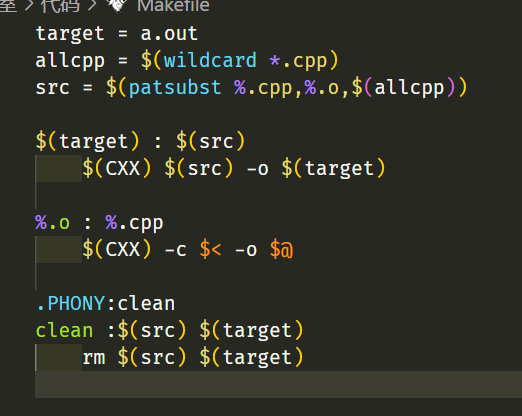 室 > 代码 > Makefile
target = a.out
allcpp = $(wildcard *.cpp)
src = $(patsubst %.cpp,%.o,$(allcpp))
$(target) : $(src)
$(CXX) $(src) -o $(target)
%.o : %.cpp
$(CXX) -c $< -o $@
.PHONY:clean
clean :$(src) $(target)
rm $(src) $(target)